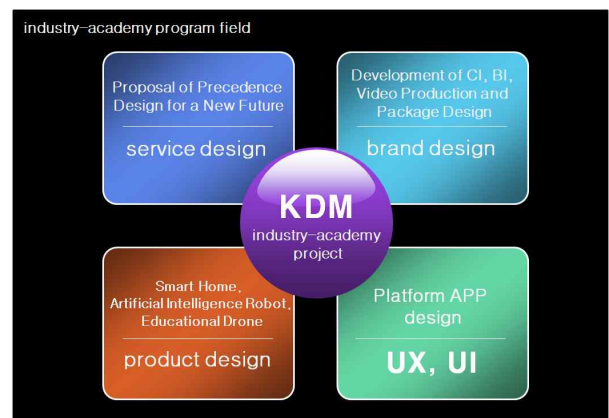 industry-academy program field
Proposal of Precedence
Design for a New Future
service design
Development of CI, BI,
Video Production and
Package Design
brand design
KDM
industry-academy
project
Smart Home,
Artificial Intelligence Robot,
Educational Drone
product design
Platform APP
design
UX, UI